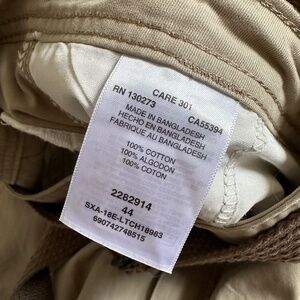 CARE 301
RN 130273 CA55394
MADE IN BANGLADESH
HECHO EN BANGLADESH
FABRIQUE AU BANGLADESH
100% COTTON
100% ALGODON
100% COTON
2262914
44
SXA-18E-LTCH18963
690742748515